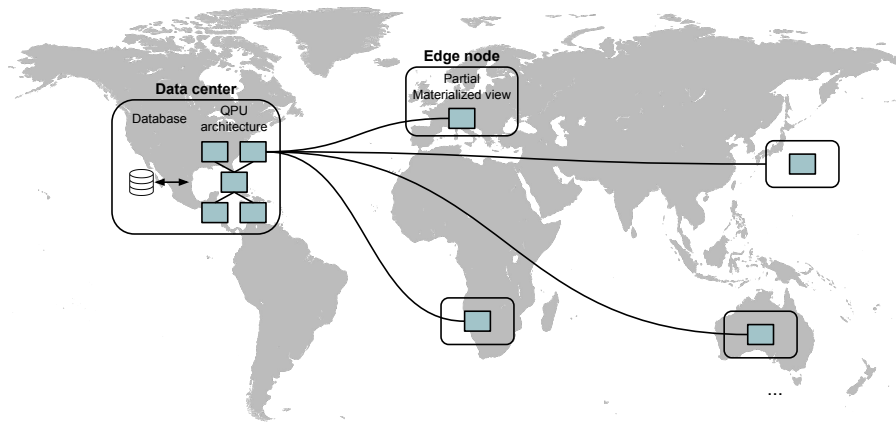 Edge node
Partial
Materialized view
Data center
Database
QPU
architecture
...